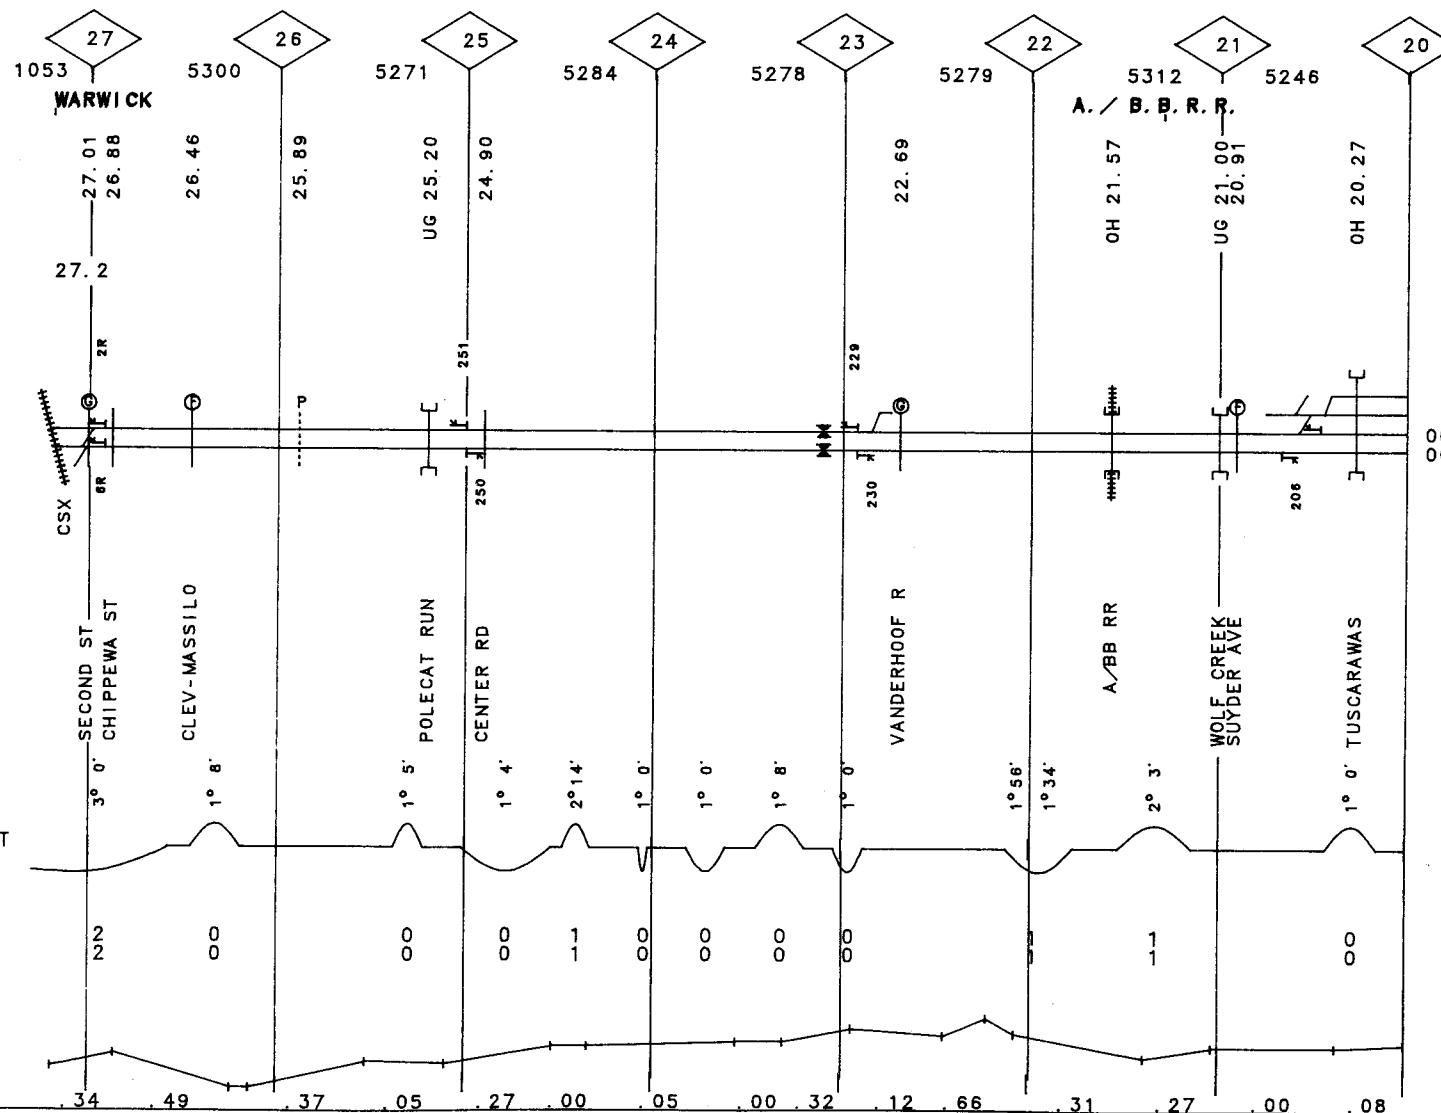 27 26 25 24 23 22 21 20
1053 5300 5271 5284 5278 5279 5312 5246
WARWICK A. / B. B. R. R.
27.01
26.88
26.46
25.89
UG 25.20
24.90
22.69
OH 21.57
UG 21.00
20.91
OH 20.27
27.2
2R 251 229
G F P G F
CSX 6R 250 230 206
SECOND ST
CHIPPEWA ST
CLEV-MASSILO
POLECAT RUN
CENTER RD
VANDERHOOF R
A/BB RR
WOLF CREEK
SUYDER AVE
TUSCARAWAS
3° 0' 1° 8' 1° 5' 1° 4' 2°14' 1° 0' 1° 0' 1° 8' 1° 0' 1°56' 1°34' 2° 3' 1° 0'
T
2 0 0 0 1 0 0 0 0 1 1 0
2 0 0 0 1 0 0 0 0 1 1 0
.34 .49 .37 .05 .27 .00 .05 .00 .32 .12 .66 .31 .27 .00 .08